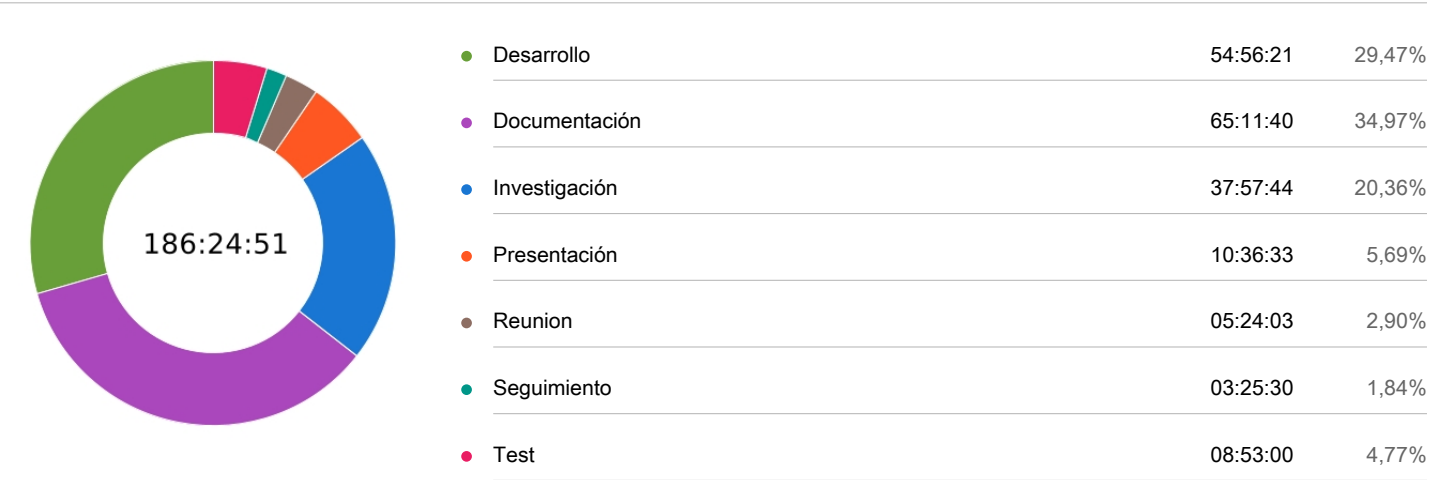 186:24:51
Desarrollo 54:56:21 29,47%
Documentación 65:11:40 34,97%
Investigación 37:57:44 20,36%
Presentación 10:36:33 5,69%
Reunion 05:24:03 2,90%
Seguimiento 03:25:30 1,84%
Test 08:53:00 4,77%